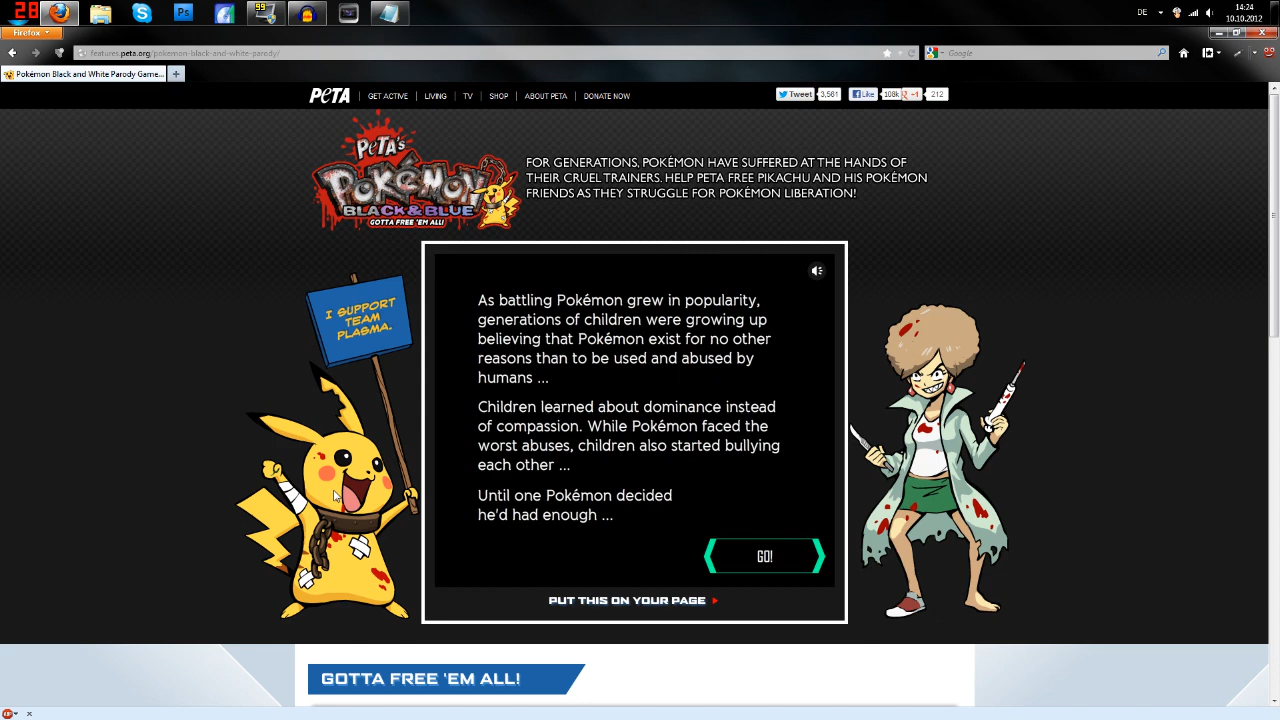 28
99
DE
14:24
10.10.2012
Firefox
features.peta.org/pokemon-black-and-white-parody/
Google
Pokémon Black and White Parody Game...
PETA
GET ACTIVE
LIVING
TV
SHOP
ABOUT PETA
DONATE NOW
Tweet
3,561
Like
108k
+1
212
PETA's
POKéMON
BLACK & BLUE
GOTTA FREE 'EM ALL!
FOR GENERATIONS, POKÉMON HAVE SUFFERED AT THE HANDS OF
THEIR CRUEL TRAINERS. HELP PETA FREE PIKACHU AND HIS POKÉMON
FRIENDS AS THEY STRUGGLE FOR POKÉMON LIBERATION!
I SUPPORT
TEAM
PLASMA.
As battling Pokémon grew in popularity,
generations of children were growing up
believing that Pokémon exist for no other
reasons than to be used and abused by
humans ...
Children learned about dominance instead
of compassion. While Pokémon faced the
worst abuses, children also started bullying
each other ...
Until one Pokémon decided
he'd had enough ...
GO!
PUT THIS ON YOUR PAGE
GOTTA FREE 'EM ALL!